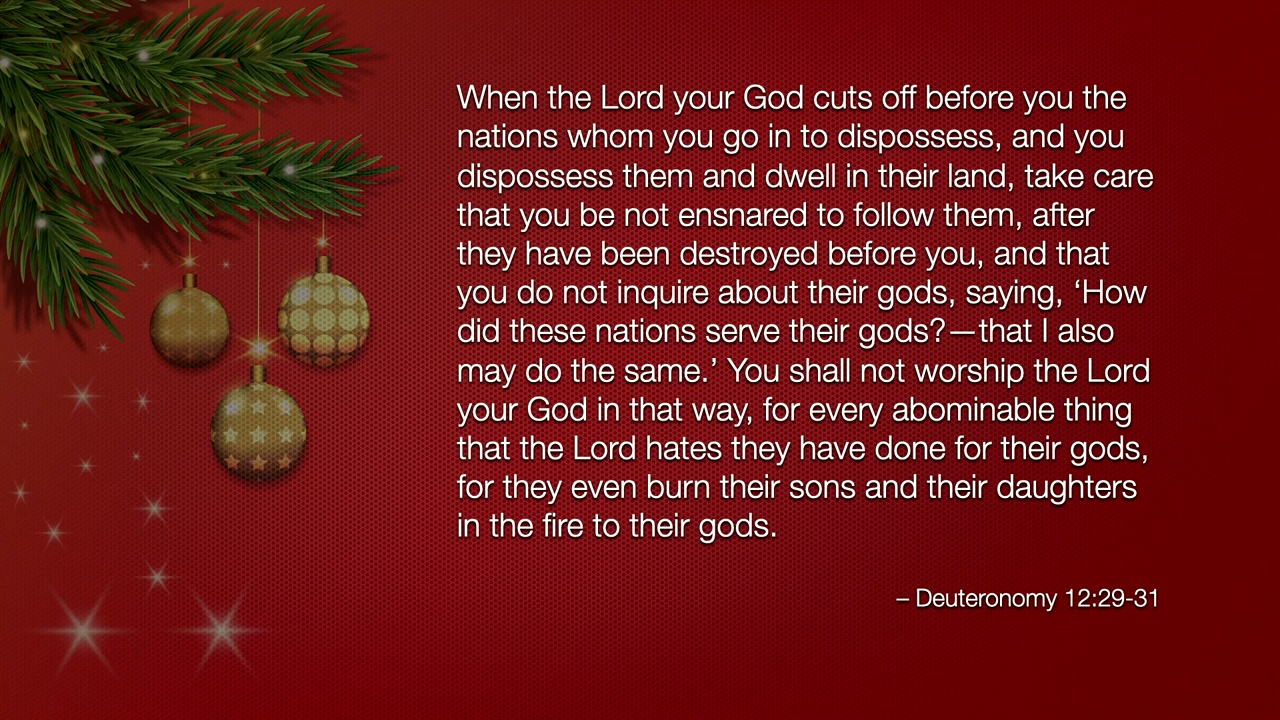 When the Lord your God cuts off before you the
nations whom you go in to dispossess, and you
dispossess them and dwell in their land, take care
that you be not ensnared to follow them, after
they have been destroyed before you, and that
you do not inquire about their gods, saying, ‘How
did these nations serve their gods?—that I also
may do the same.’ You shall not worship the Lord
your God in that way, for every abominable thing
that the Lord hates they have done for their gods,
for they even burn their sons and their daughters
in the fire to their gods.
– Deuteronomy 12:29-31